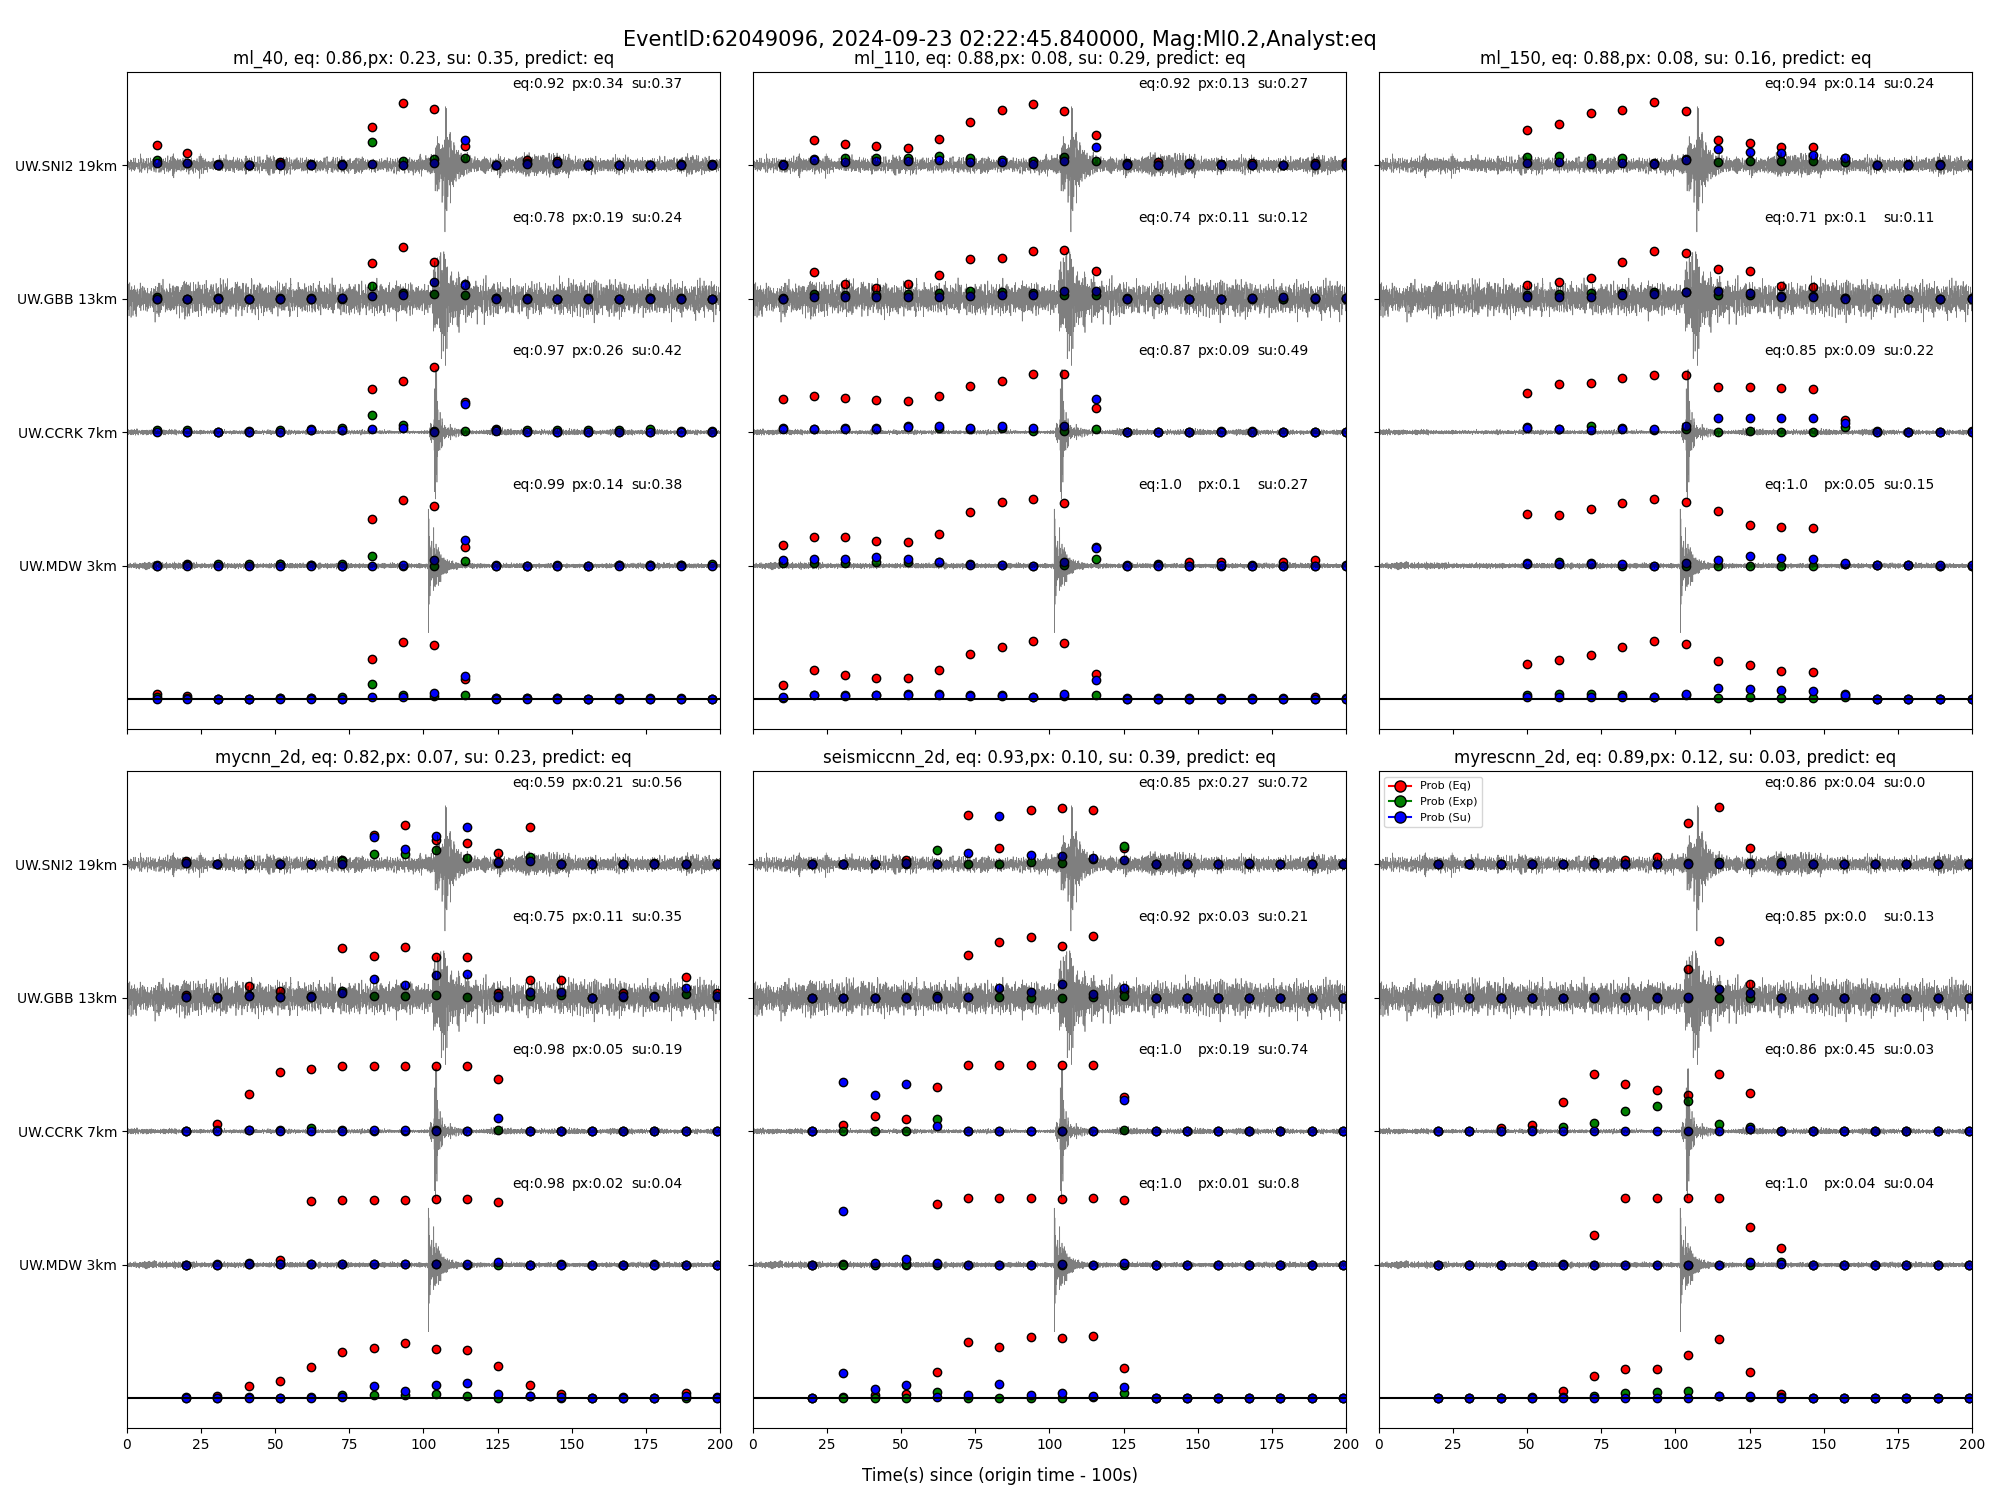 EventID:62049096, 2024-09-23 02:22:45.840000, Mag:Ml0.2,Analyst:eq
ml_40, eq: 0.86,px: 0.23, su: 0.35, predict: eq
eq:0.92 px:0.34 su:0.37
UW.SNI2 19km
eq:0.78 px:0.19 su:0.24
UW.GBB 13km
eq:0.97 px:0.26 su:0.42
UW.CCRK 7km
eq:0.99 px:0.14 su:0.38
UW.MDW 3km
ml_110, eq: 0.88,px: 0.08, su: 0.29, predict: eq
eq:0.92 px:0.13 su:0.27
eq:0.74 px:0.11 su:0.12
eq:0.87 px:0.09 su:0.49
eq:1.0 px:0.1 su:0.27
ml_150, eq: 0.88,px: 0.08, su: 0.16, predict: eq
eq:0.94 px:0.14 su:0.24
eq:0.71 px:0.1 su:0.11
eq:0.85 px:0.09 su:0.22
eq:1.0 px:0.05 su:0.15
mycnn_2d, eq: 0.82,px: 0.07, su: 0.23, predict: eq
eq:0.59 px:0.21 su:0.56
UW.SNI2 19km
eq:0.75 px:0.11 su:0.35
UW.GBB 13km
eq:0.98 px:0.05 su:0.19
UW.CCRK 7km
eq:0.98 px:0.02 su:0.04
UW.MDW 3km
0 25 50 75 100 125 150 175 200
seismiccnn_2d, eq: 0.93,px: 0.10, su: 0.39, predict: eq
eq:0.85 px:0.27 su:0.72
eq:0.92 px:0.03 su:0.21
eq:1.0 px:0.19 su:0.74
eq:1.0 px:0.01 su:0.8
0 25 50 75 100 125 150 175 200
myrescnn_2d, eq: 0.89,px: 0.12, su: 0.03, predict: eq
Prob (Eq)
Prob (Exp)
Prob (Su)
eq:0.86 px:0.04 su:0.0
eq:0.85 px:0.0 su:0.13
eq:0.86 px:0.45 su:0.03
eq:1.0 px:0.04 su:0.04
0 25 50 75 100 125 150 175 200
Time(s) since (origin time - 100s)